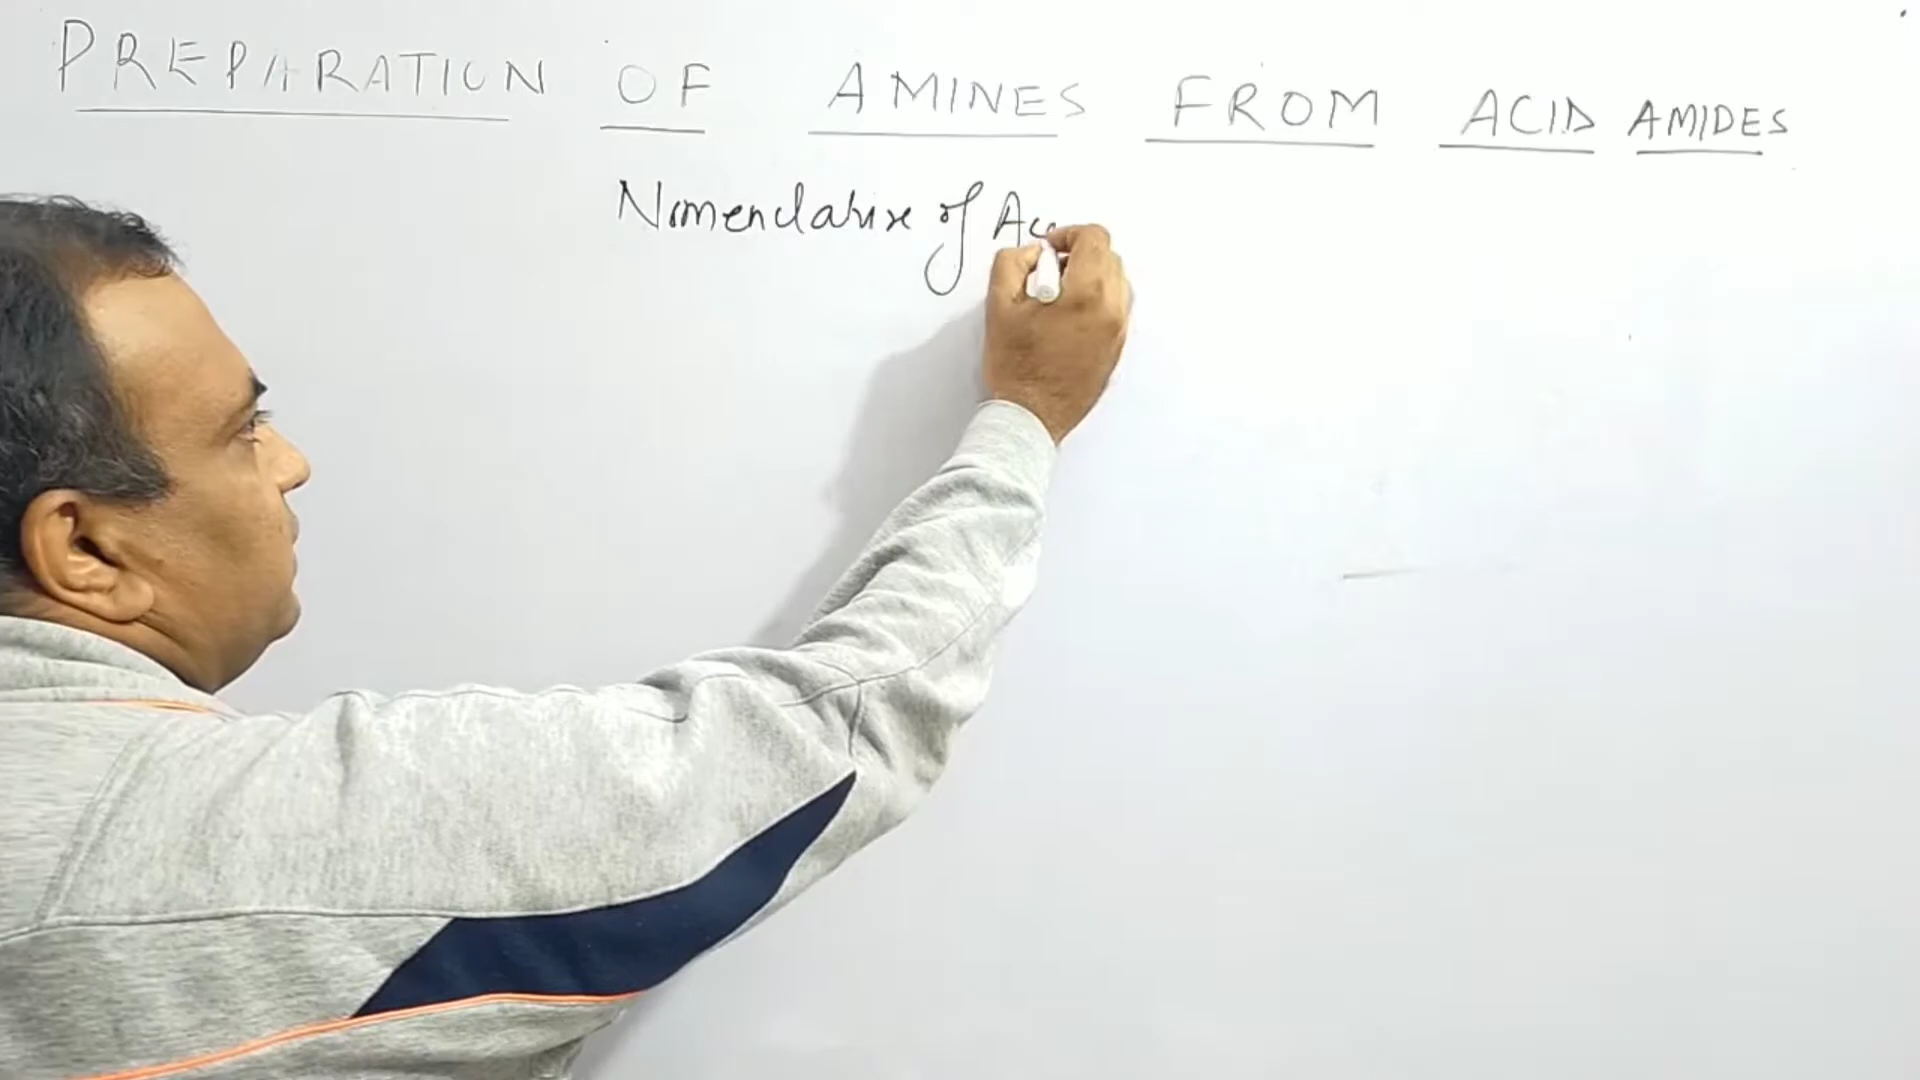 PREPARATION OF AMINES FROM ACID AMIDES
Nomenclature of